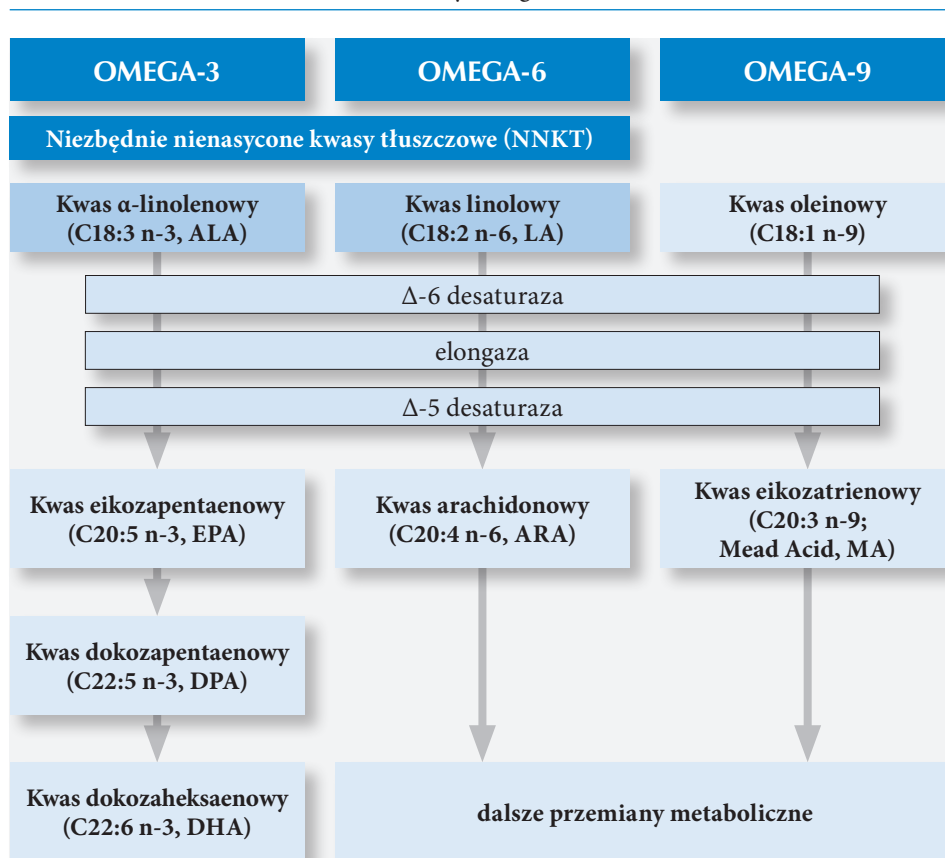 OMEGA-3
OMEGA-6
OMEGA-9
Niezbędnie nienasycone kwasy tłuszczowe (NNKT)
Kwas α-linolenowy
(C18:3 n-3, ALA)
Kwas linolowy
(C18:2 n-6, LA)
Kwas oleinowy
(C18:1 n-9)
Δ-6 desaturaza
elongaza
Δ-5 desaturaza
Kwas eikozapentaenowy
(C20:5 n-3, EPA)
Kwas arachidonowy
(C20:4 n-6, ARA)
Kwas eikozatrienowy
(C20:3 n-9;
Mead Acid, MA)
Kwas dokozapentaenowy
(C22:5 n-3, DPA)
Kwas dokozaheksaenowy
(C22:6 n-3, DHA)
dalsze przemiany metaboliczne